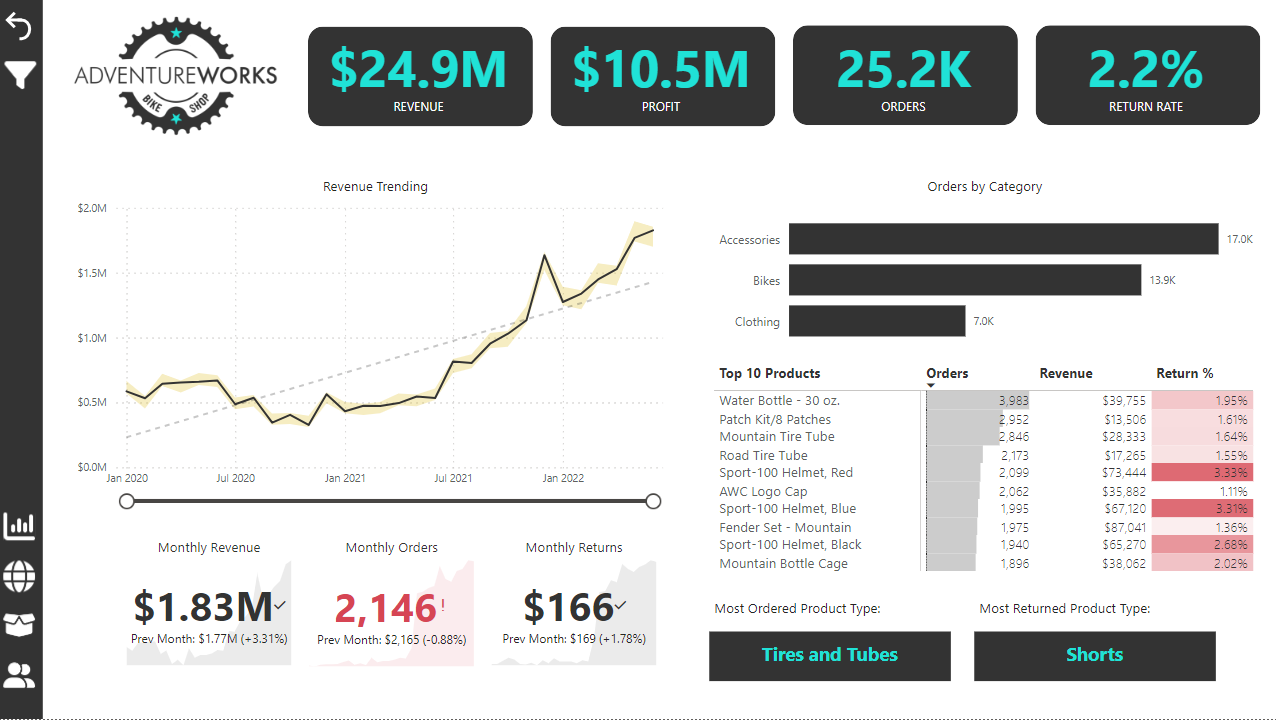 ADVENTUREWORKS
BIKE SHOP
$24.9M
REVENUE
$10.5M
PROFIT
25.2K
ORDERS
2.2%
RETURN RATE
Revenue Trending
$2.0M
$1.5M
$1.0M
$0.5M
$0.0M
Jan 2020 Jul 2020 Jan 2021 Jul 2021 Jan 2022
Orders by Category
Accessories 17.0K
Bikes 13.9K
Clothing 7.0K
Top 10 Products Orders Revenue Return %
Water Bottle - 30 oz. 3,983 $39,755 1.95%
Patch Kit/8 Patches 2,952 $13,506 1.61%
Mountain Tire Tube 2,846 $28,333 1.64%
Road Tire Tube 2,173 $17,265 1.55%
Sport-100 Helmet, Red 2,099 $73,444 3.33%
AWC Logo Cap 2,062 $35,882 1.11%
Sport-100 Helmet, Blue 1,995 $67,120 3.31%
Fender Set - Mountain 1,975 $87,041 1.36%
Sport-100 Helmet, Black 1,940 $65,270 2.68%
Mountain Bottle Cage 1,896 $38,062 2.02%
Monthly Revenue
$1.83M
Prev Month: $1.77M (+3.31%)
Monthly Orders
2,146!
Prev Month: $2,165 (-0.88%)
Monthly Returns
$166
Prev Month: $169 (+1.78%)
Most Ordered Product Type:
Tires and Tubes
Most Returned Product Type:
Shorts